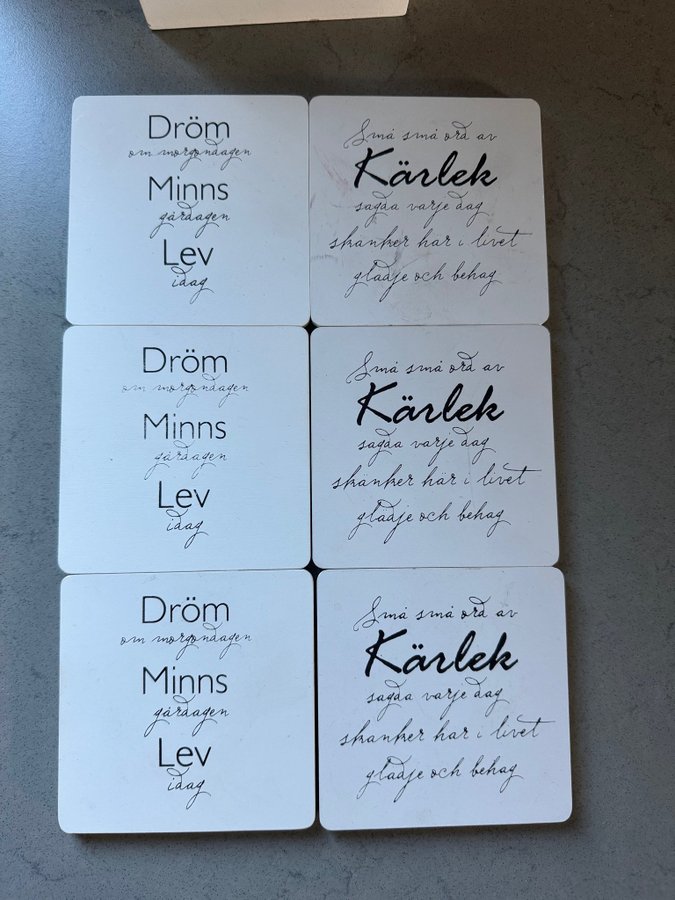 Dröm
om morgondagen
Minns
gårdagen
Lev
idag
Små små ord av
Kärlek
sagda varje dag
skänker här i livet
glädje och behag
Dröm
om morgondagen
Minns
gårdagen
Lev
idag
Små små ord av
Kärlek
sagda varje dag
skänker här i livet
glädje och behag
Dröm
om morgondagen
Minns
gårdagen
Lev
idag
Små små ord av
Kärlek
sagda varje dag
skänker här i livet
glädje och behag